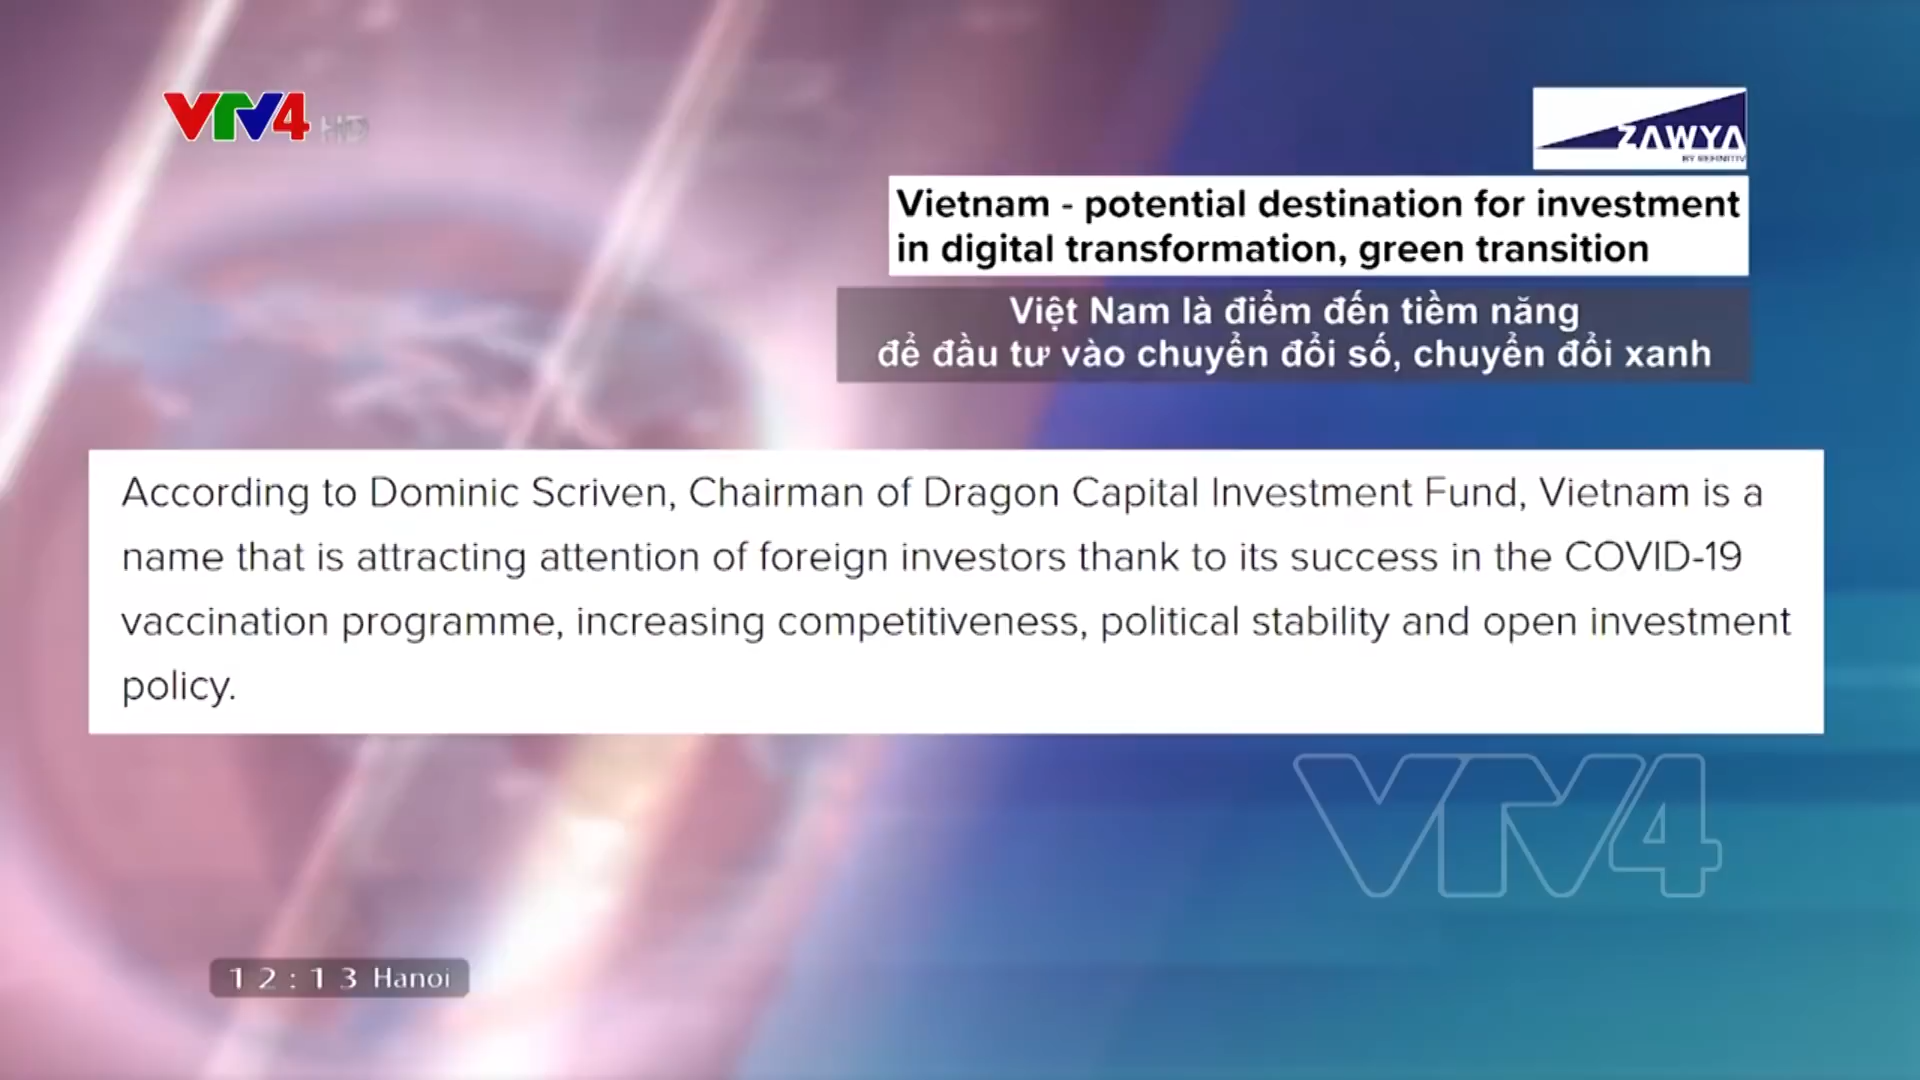 VTV4 HD
ZAWYA
BY REFINITIV
Vietnam - potential destination for investment
in digital transformation, green transition
Việt Nam là điểm đến tiềm năng
để đầu tư vào chuyển đổi số, chuyển đổi xanh
According to Dominic Scriven, Chairman of Dragon Capital Investment Fund, Vietnam is a
name that is attracting attention of foreign investors thank to its success in the COVID-19
vaccination programme, increasing competitiveness, political stability and open investment
policy.
VTV4
12:13 Hanoi